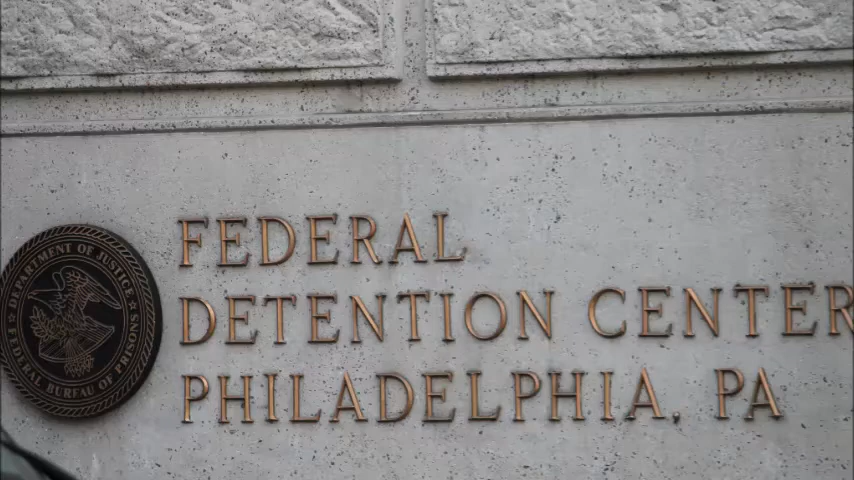 FEDERAL
DETENTION CENTER
PHILADELPHIA, PA
DEPARTMENT OF JUSTICE
FEDERAL BUREAU OF PRISONS